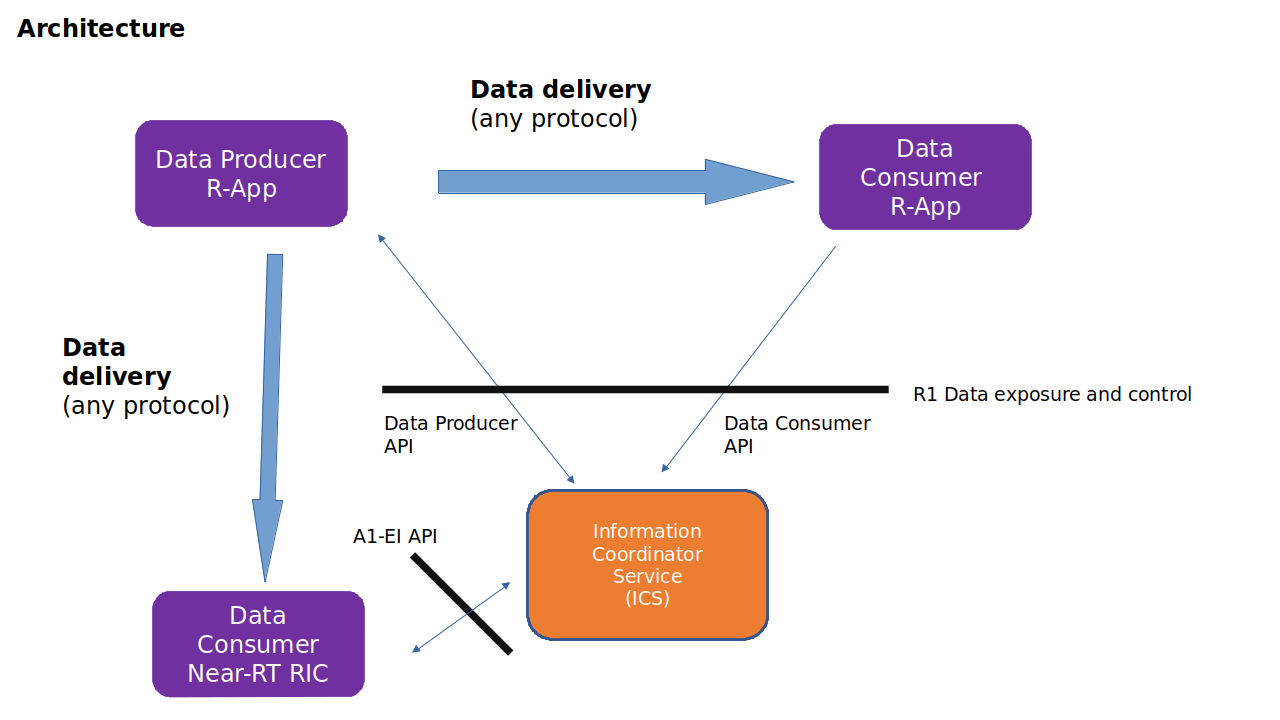 Architecture
Data delivery
(any protocol)
Data Producer
R-App
Data
Consumer
R-App
Data
delivery
(any protocol)
R1 Data exposure and control
Data Producer
API
Data Consumer
API
A1-EI API
Information
Coordinator
Service
(ICS)
Data
Consumer
Near-RT RIC